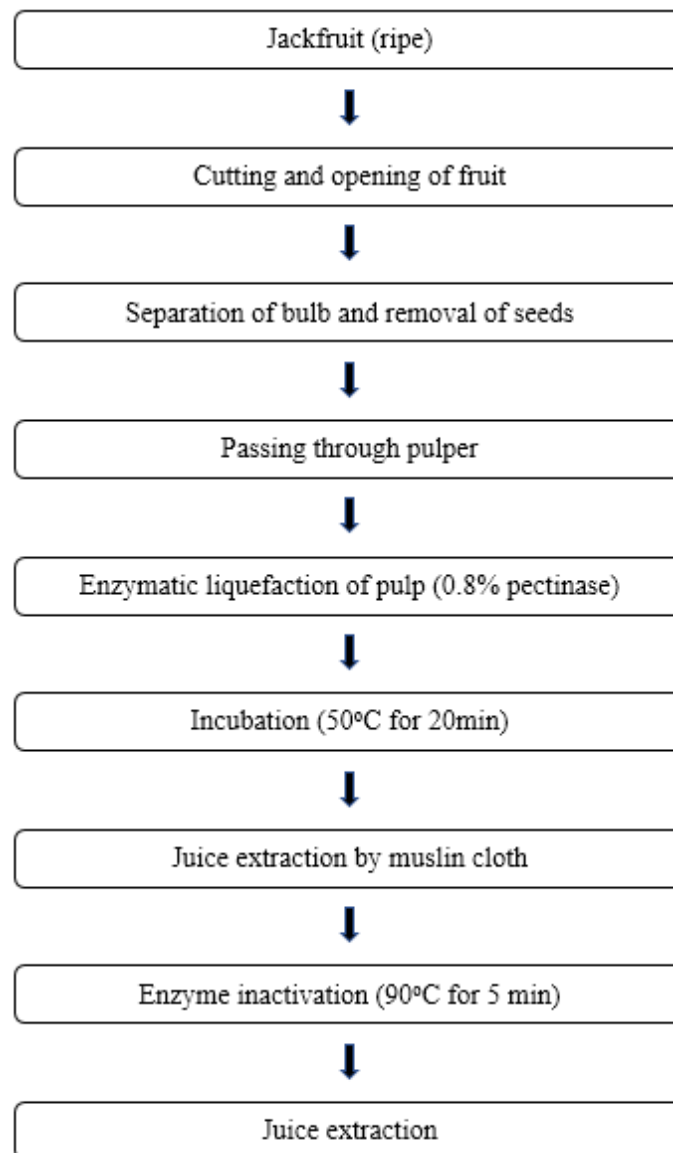 Jackfruit (ripe)
Cutting and opening of fruit
Separation of bulb and removal of seeds
Passing through pulper
Enzymatic liquefaction of pulp (0.8% pectinase)
Incubation (50ºC for 20min)
Juice extraction by muslin cloth
Enzyme inactivation (90ºC for 5 min)
Juice extraction